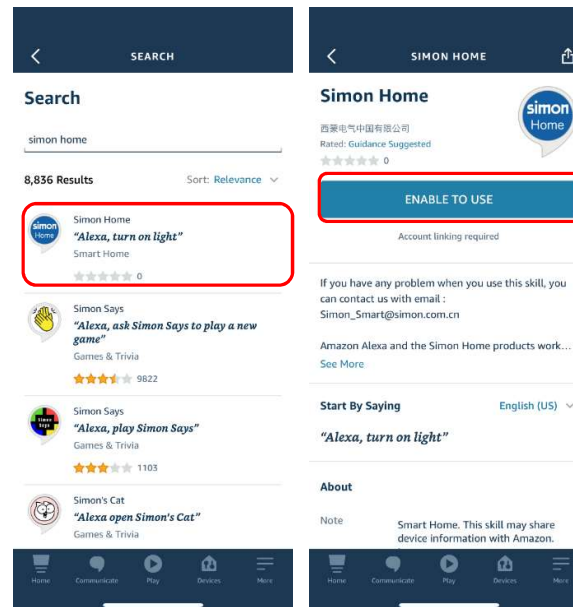 SEARCH
Search
simon home
8,836 Results
Sort: Relevance
simon
Home
Simon Home
“Alexa, turn on light”
Smart Home
0
Simon Says
“Alexa, ask Simon Says to play a new
game”
Games & Trivia
9822
Simon Says
“Alexa, play Simon Says”
Games & Trivia
1103
Simon's Cat
“Alexa open Simon's Cat”
Games & Trivia
Home
Communicate
Play
Devices
More
SIMON HOME
Simon Home
西蒙电气中国有限公司
Rated: Guidance Suggested
0
simon
Home
ENABLE TO USE
Account linking required
If you have any problem when you use this skill, you
can contact us with email :
Simon_Smart@simon.com.cn
Amazon Alexa and the Simon Home products work...
See More
Start By Saying
English (US)
“Alexa, turn on light”
About
Note
Smart Home. This skill may share
device information with Amazon.
Home
Communicate
Play
Devices
More